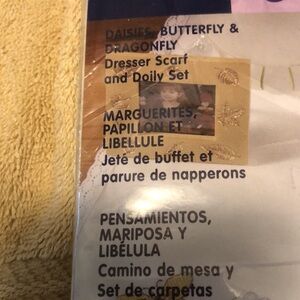 DAISIES, BUTTERFLY &
DRAGONFLY
Dresser Scarf
and Doily Set
MARGUERITES,
PAPILLON ET
LIBELLULE
Jeté de buffet et
parure de napperons
PENSAMIENTOS,
MARIPOSA Y
LIBÉLULA
Camino de mesa y
Set de carpetas